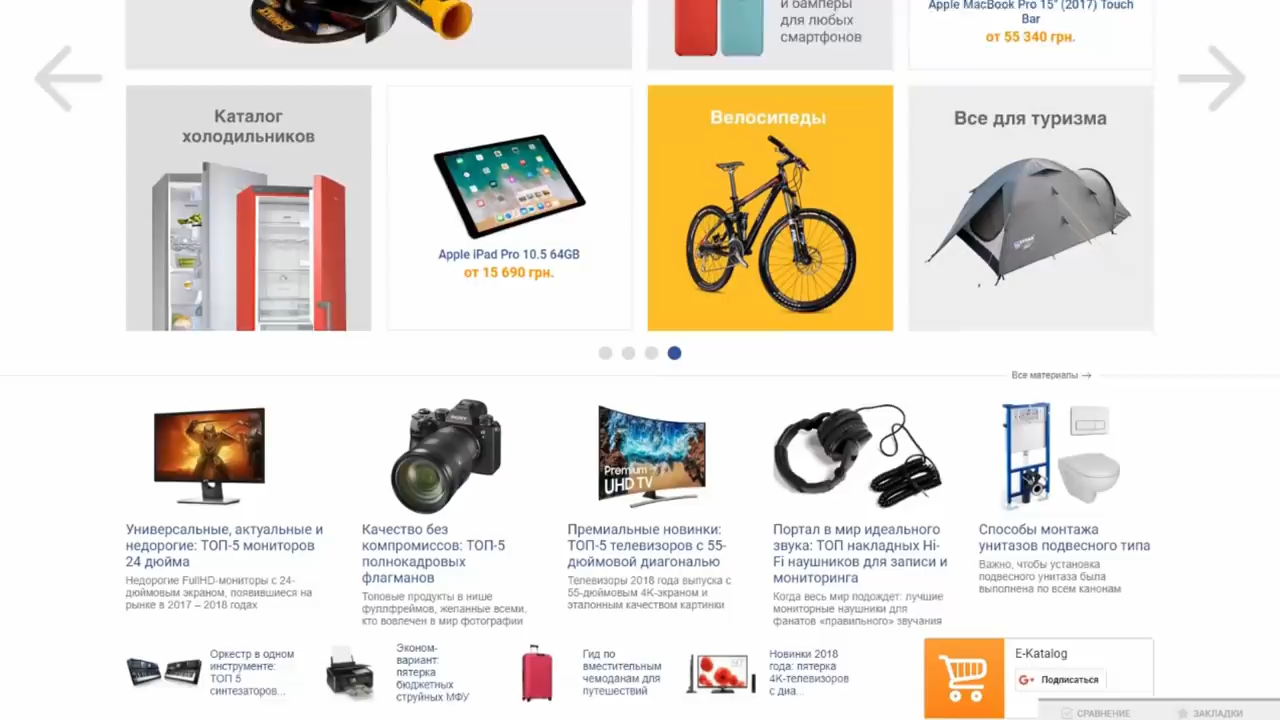 и бамперы
для любых
смартфонов
Apple MacBook Pro 15" (2017) Touch
Bar
от 55 340 грн.
Каталог
холодильников
Apple iPad Pro 10.5 64GB
от 15 690 грн.
Велосипеды
Все для туризма
Все материалы →
SONY
Premium
UHD TV
Универсальные, актуальные и
недорогие: ТОП-5 мониторов
24 дюйма
Недорогие FullHD-мониторы с 24-
дюймовым экраном, появившиеся на
рынке в 2017 – 2018 годах
Качество без
компромиссов: ТОП-5
полнокадровых
флагманов
Топовые продукты в нише
фуллфреймов, желанные всеми,
кто вовлечен в мир фотографии
Премиальные новинки:
ТОП-5 телевизоров с 55-
дюймовой диагональю
Телевизоры 2018 года выпуска с
55-дюймовым 4K-экраном и
эталонным качеством картинки
Портал в мир идеального
звука: ТОП накладных Hi-
Fi наушников для записи и
мониторинга
Когда весь мир подождет: лучшие
мониторные наушники для
фанатов «правильного» звучания
Способы монтажа
унитазов подвесного типа
Важно, чтобы установка
подвесного унитаза была
выполнена по всем канонам
Оркестр в одном
инструменте:
ТОП 5
синтезаторов...
Эконом-
вариант:
пятерка
бюджетных
струйных МФУ
Гид по
вместительным
чемоданам для
путешествий
Новинки 2018
года: пятерка
4K-телевизоров
с диа...
E-Katalog
G+ Подписаться
СРАВНЕНИЕ
ЗАКЛАДКИ